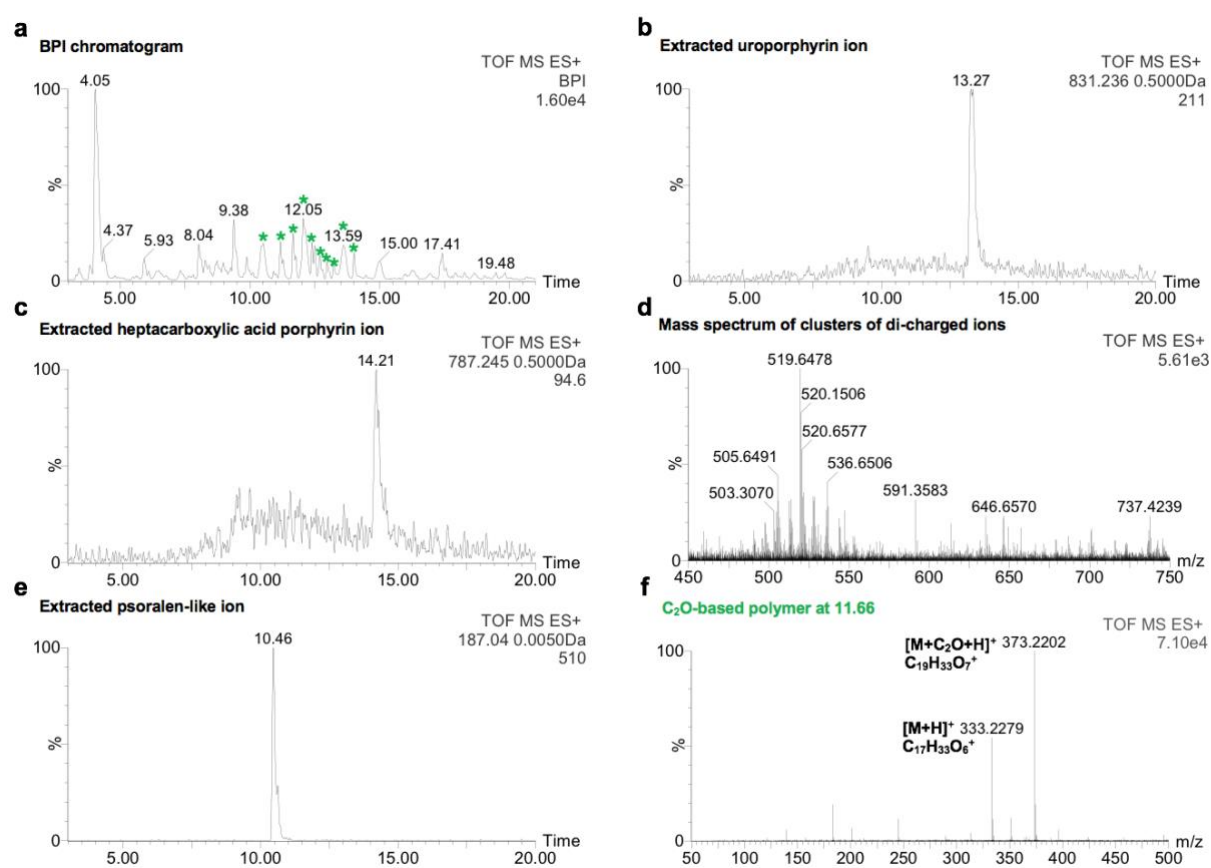 a
BPI chromatogram
TOF MS ES+
BPI
1.60e4
100
%
0
4.05
4.37
5.93
8.04
9.38
12.05
13.59
15.00
17.41
19.48
5.00 10.00 15.00 20.00
Time
b
Extracted uroporphyrin ion
TOF MS ES+
831.236 0.5000Da
211
100
%
0
13.27
5.00 10.00 15.00 20.00
Time
c
Extracted heptacarboxylic acid porphyrin ion
TOF MS ES+
787.245 0.5000Da
94.6
100
%
0
14.21
5.00 10.00 15.00 20.00
Time
d
Mass spectrum of clusters of di-charged ions
TOF MS ES+
5.61e3
100
%
0
519.6478
520.1506
520.6577
505.6491
536.6506
503.3070
591.3583
646.6570
737.4239
450 500 550 600 650 700 750
m/z
e
Extracted psoralen-like ion
TOF MS ES+
187.04 0.0050Da
510
100
%
0
10.46
5.00 10.00 15.00 20.00
Time
f
C₂O-based polymer at 11.66
TOF MS ES+
7.10e4
100
%
0
[M+C₂O+H]⁺ 373.2202
C₁₉H₃₃O₇⁺
[M+H]⁺ 333.2279
C₁₇H₃₃O₆⁺
50 100 150 200 250 300 350 400 450 500
m/z